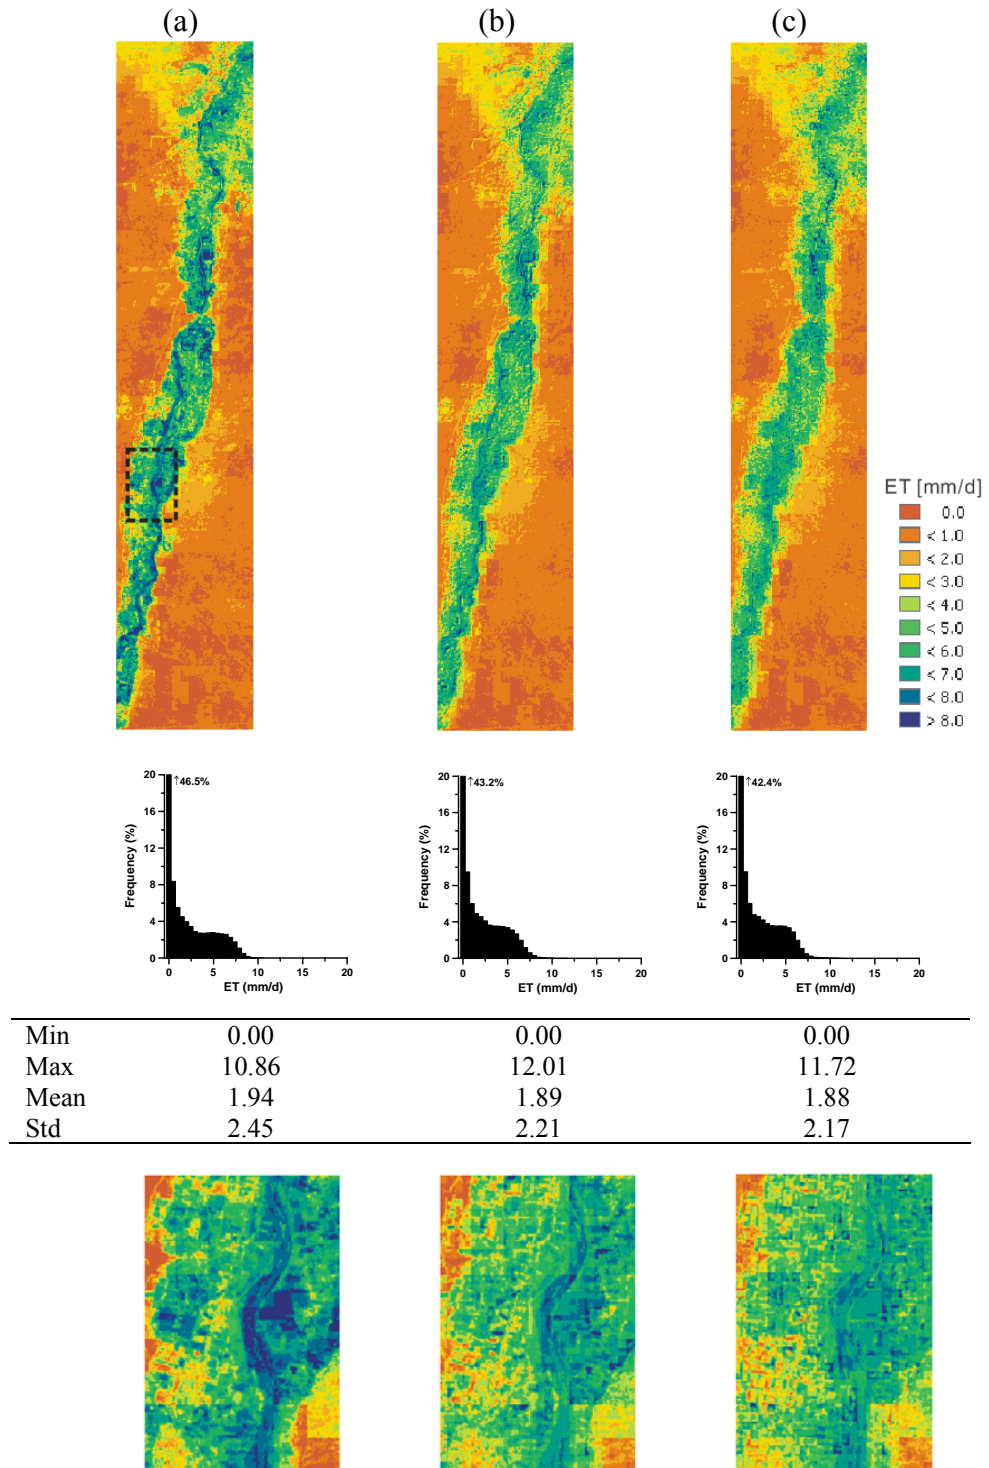 (a) (b) (c)
ET [mm/d]
0.0
< 1.0
< 2.0
< 3.0
< 4.0
< 5.0
< 6.0
< 7.0
< 8.0
> 8.0
20
16
12
8
4
0
Frequency (%)
↑46.5%
0 5 10 15 20
ET (mm/d)
20
16
12
8
4
0
Frequency (%)
↑43.2%
0 5 10 15 20
ET (mm/d)
20
16
12
8
4
0
Frequency (%)
↑42.4%
0 5 10 15 20
ET (mm/d)
Min 0.00 0.00 0.00
Max 10.86 12.01 11.72
Mean 1.94 1.89 1.88
Std 2.45 2.21 2.17